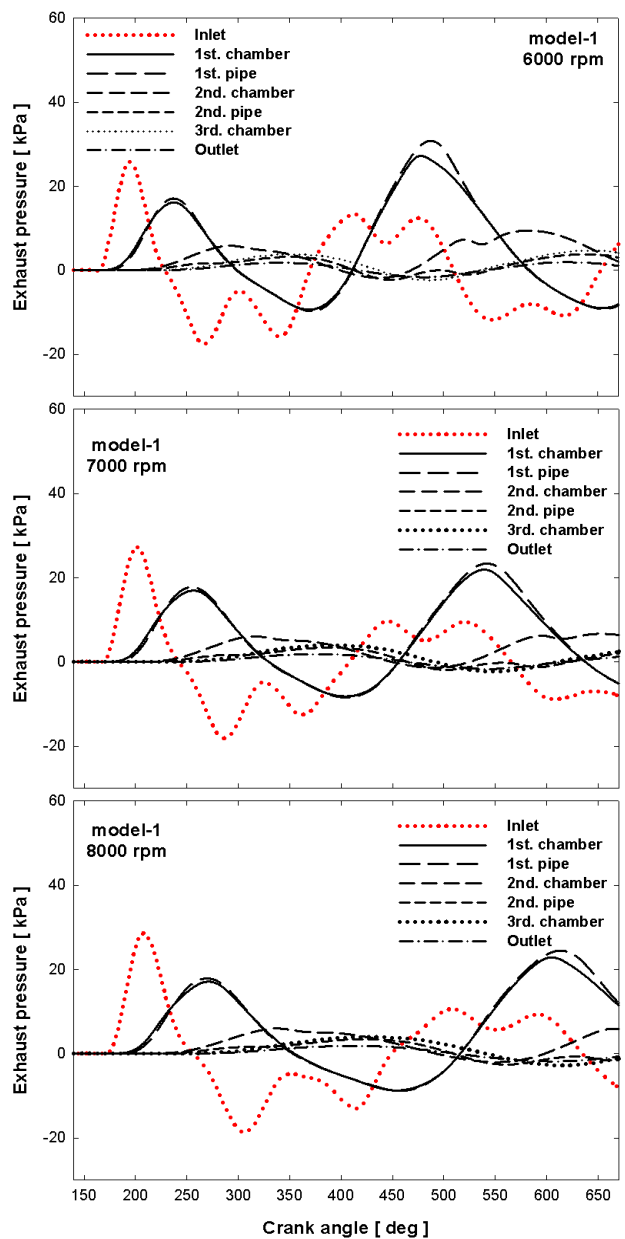 60
40
20
0
-20
Exhaust pressure [ kPa ]
Inlet
1st. chamber
1st. pipe
2nd. chamber
2nd. pipe
3rd. chamber
Outlet
model-1
6000 rpm
60
40
20
0
-20
Exhaust pressure [ kPa ]
model-1
7000 rpm
Inlet
1st. chamber
1st. pipe
2nd. chamber
2nd. pipe
3rd. chamber
Outlet
60
40
20
0
-20
Exhaust pressure [ kPa ]
model-1
8000 rpm
Inlet
1st. chamber
1st. pipe
2nd. chamber
2nd. pipe
3rd. chamber
Outlet
150 200 250 300 350 400 450 500 550 600 650
Crank angle [ deg ]